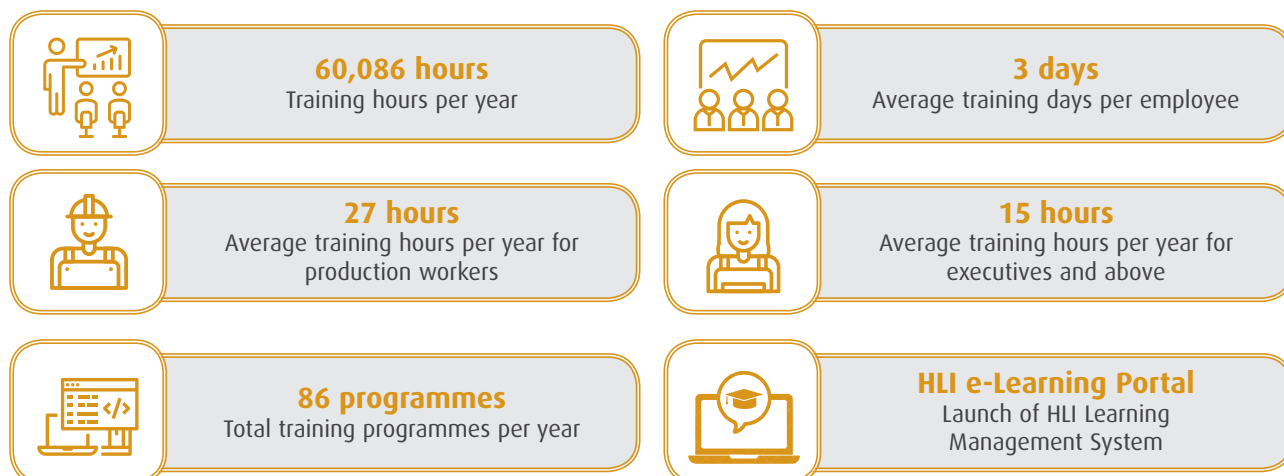 60,086 hours
Training hours per year
3 days
Average training days per employee
27 hours
Average training hours per year for
production workers
15 hours
Average training hours per year for
executives and above
86 programmes
Total training programmes per year
HLI e-Learning Portal
Launch of HLI Learning
Management System